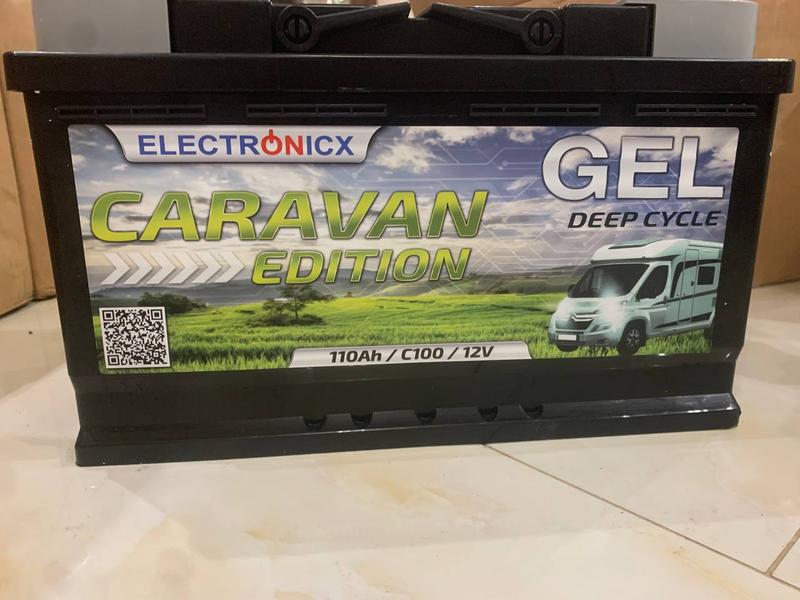 ELECTRONICX
GEL
DEEP CYCLE
CARAVAN
EDITION
110Ah / C100 / 12V